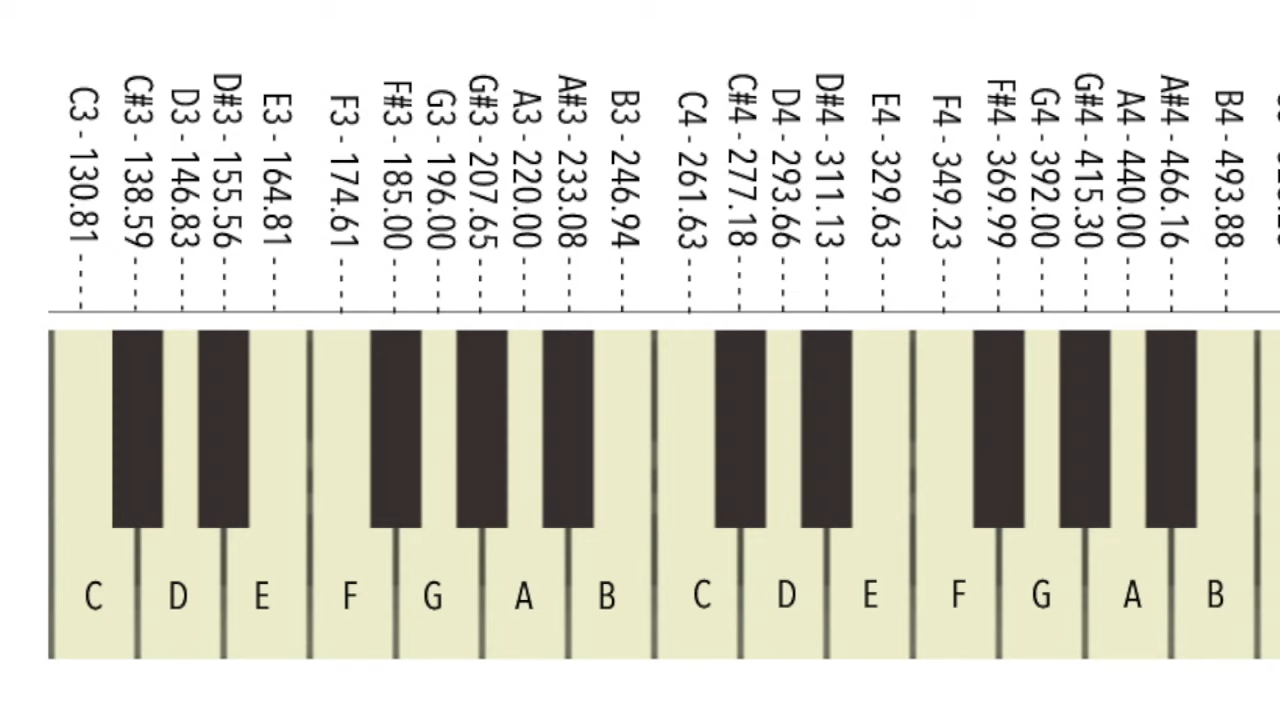 C3 - 130.81
C#3 - 138.59
D3 - 146.83
D#3 - 155.56
E3 - 164.81
F3 - 174.61
F#3 - 185.00
G3 - 196.00
G#3 - 207.65
A3 - 220.00
A#3 - 233.08
B3 - 246.94
C4 - 261.63
C#4 - 277.18
D4 - 293.66
D#4 - 311.13
E4 - 329.63
F4 - 349.23
F#4 - 369.99
G4 - 392.00
G#4 - 415.30
A4 - 440.00
A#4 - 466.16
B4 - 493.88
C D E F G A B C D E F G A B